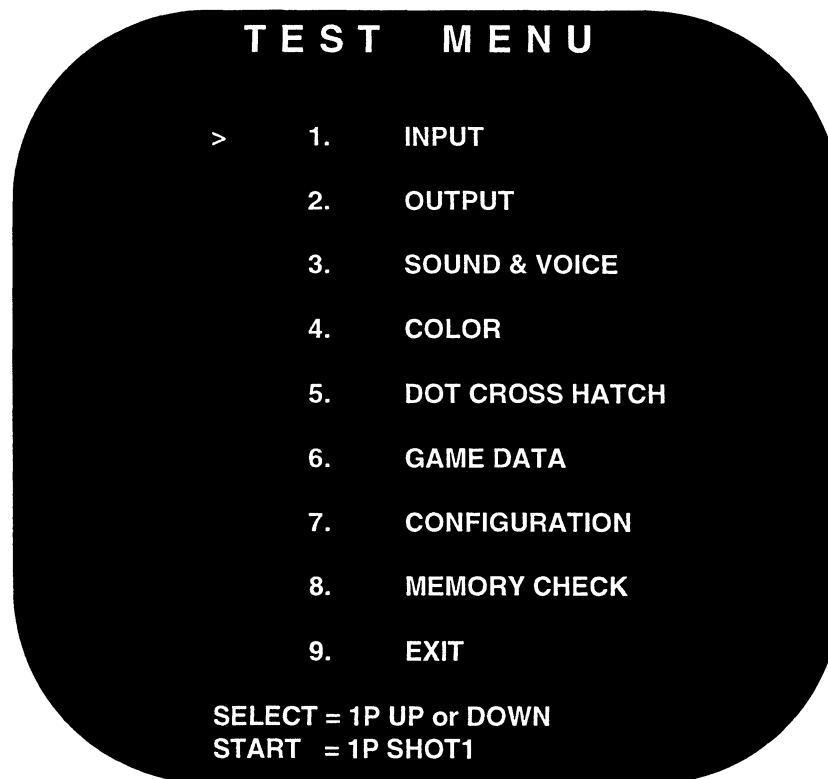 TEST MENU
> 1. INPUT
2. OUTPUT
3. SOUND & VOICE
4. COLOR
5. DOT CROSS HATCH
6. GAME DATA
7. CONFIGURATION
8. MEMORY CHECK
9. EXIT
SELECT = 1P UP or DOWN
START = 1P SHOT1